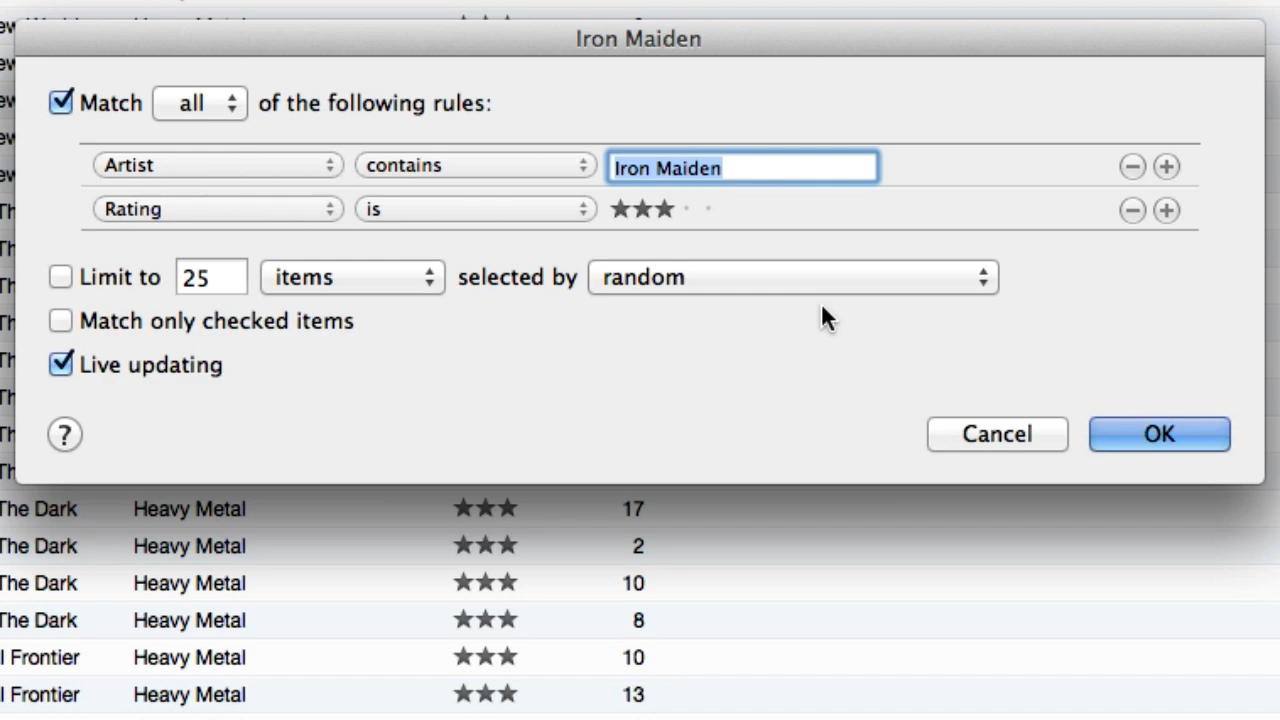 Iron Maiden
Match all of the following rules:
Artist contains Iron Maiden
Rating is ★★★
Limit to 25 items selected by random
Match only checked items
Live updating
? Cancel OK
The Dark Heavy Metal ★★★ 17
The Dark Heavy Metal ★★★ 2
The Dark Heavy Metal ★★★ 10
The Dark Heavy Metal ★★★ 8
l Frontier Heavy Metal ★★★ 10
l Frontier Heavy Metal ★★★ 13